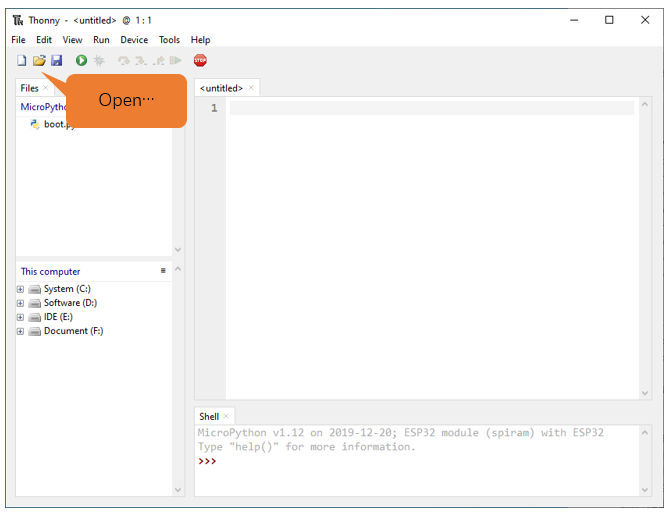 Thonny - <untitled> @ 1:1
File Edit View Run Device Tools Help
STOP
Files ×
Open…
<untitled> ×
boot.py
1
This computer
System (C:)
Software (D:)
IDE (E:)
Document (F:)
Shell ×
MicroPython v1.12 on 2019-12-20; ESP32 module (spiram) with ESP32
Type "help()" for more information.
>>>